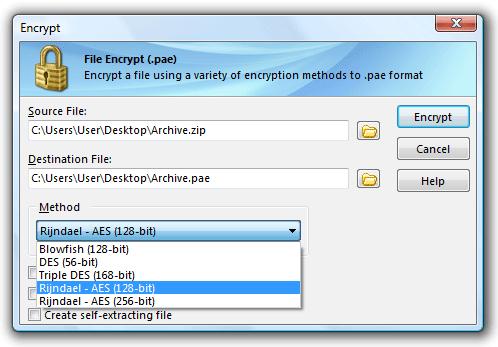 Encrypt
File Encrypt (.pae)
Encrypt a file using a variety of encryption methods to .pae format
Source File:
C:\Users\User\Desktop\Archive.zip
Encrypt
Cancel
Destination File:
C:\Users\User\Desktop\Archive.pae
Help
Method
Rijndael - AES (128-bit)
Blowfish (128-bit)
DES (56-bit)
Triple DES (168-bit)
Rijndael - AES (128-bit)
Rijndael - AES (256-bit)
Create self-extracting file